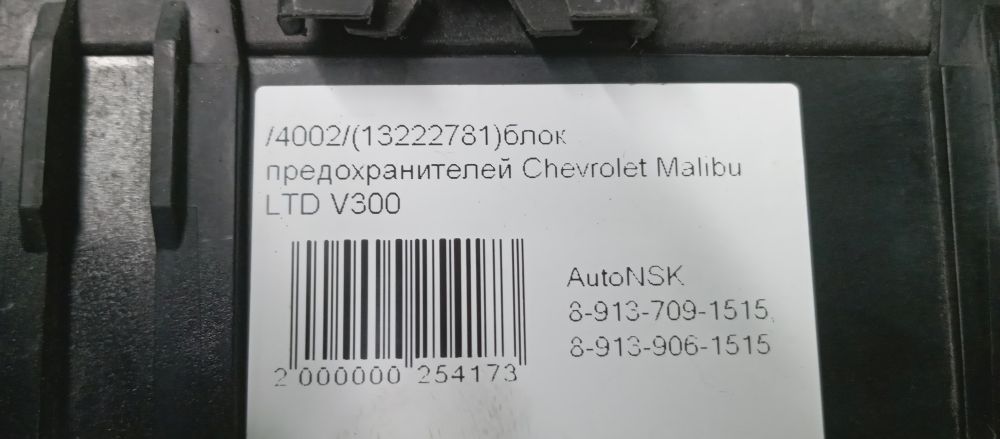 /4002/(13222781)блок
предохранителей Chevrolet Malibu
LTD V300
AutoNSK
8-913-709-1515,
8-913-906-1515
2 000000 254173